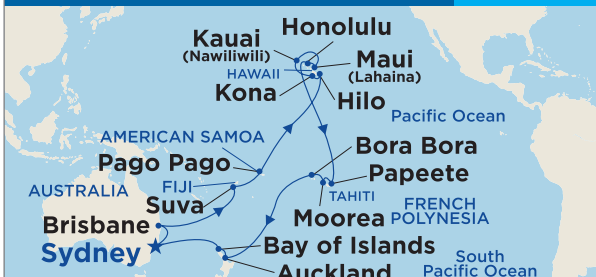 Honolulu
Kauai
(Nawiliwili)
Maui
(Lahaina)
HAWAII
Kona
Hilo
Pacific Ocean
AMERICAN SAMOA
Bora Bora
Pago Pago
Papeete
AUSTRALIA
FIJI
TAHITI
Suva
FRENCH
POLYNESIA
Moorea
Brisbane
Sydney
Bay of Islands
South
Pacific Ocean
Auckland